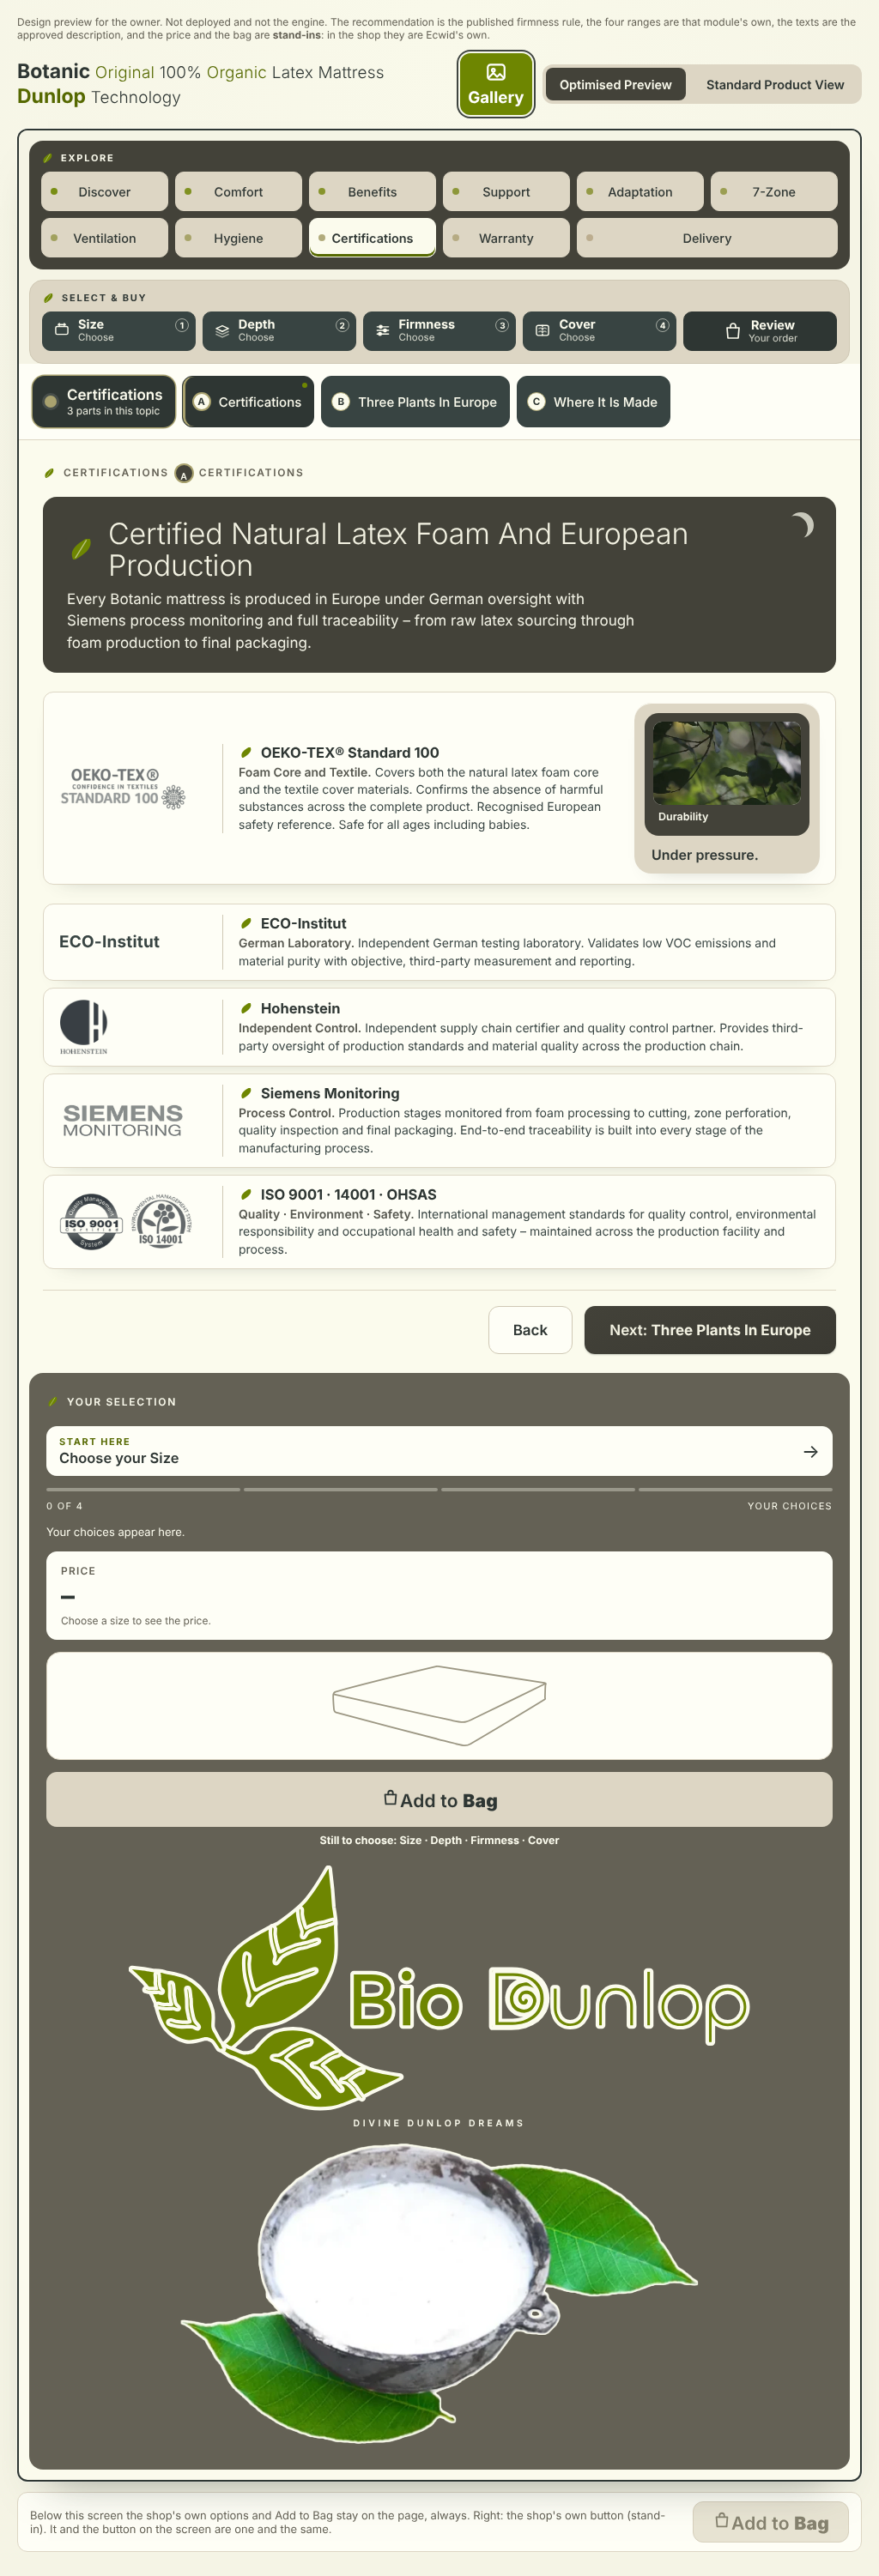 Design preview for the owner. Not deployed and not the engine. The recommendation is the published firmness rule, the four ranges are that module's own, the texts are the
approved description, and the price and the bag are stand-ins: in the shop they are Ecwid's own.
Botanic Original 100% Organic Latex Mattress
Dunlop Technology
Gallery
Optimised Preview
Standard Product View
EXPLORE
Discover
Comfort
Benefits
Support
Adaptation
7-Zone
Ventilation
Hygiene
Certifications
Warranty
Delivery
SELECT & BUY
Size
Choose
1
Depth
Choose
2
Firmness
Choose
3
Cover
Choose
4
Review
Your order
Certifications
3 parts in this topic
A Certifications
B Three Plants In Europe
C Where It Is Made
CERTIFICATIONS A CERTIFICATIONS
Certified Natural Latex Foam And European
Production
Every Botanic mattress is produced in Europe under German oversight with
Siemens process monitoring and full traceability – from raw latex sourcing through
foam production to final packaging.
OEKO-TEX®
CONFIDENCE IN TEXTILES
STANDARD 100
OEKO-TEX® Standard 100
Foam Core and Textile. Covers both the natural latex foam core
and the textile cover materials. Confirms the absence of harmful
substances across the complete product. Recognised European
safety reference. Safe for all ages including babies.
Durability
Under pressure.
ECO-Institut
ECO-Institut
German Laboratory. Independent German testing laboratory. Validates low VOC emissions and
material purity with objective, third-party measurement and reporting.
HOHENSTEIN
Hohenstein
Independent Control. Independent supply chain certifier and quality control partner. Provides third-
party oversight of production standards and material quality across the production chain.
SIEMENS
MONITORING
Siemens Monitoring
Process Control. Production stages monitored from foam processing to cutting, zone perforation,
quality inspection and final packaging. End-to-end traceability is built into every stage of the
manufacturing process.
Quality Management
ISO 9001
Certified
System
ENVIRONMENTAL MANAGEMENT SYSTEM
ISO 14001
ISO 9001 · 14001 · OHSAS
Quality · Environment · Safety. International management standards for quality control, environmental
responsibility and occupational health and safety – maintained across the production facility and
process.
Back
Next: Three Plants In Europe
YOUR SELECTION
START HERE
Choose your Size
0 OF 4
YOUR CHOICES
Your choices appear here.
PRICE
–
Choose a size to see the price.
Add to Bag
Still to choose: Size · Depth · Firmness · Cover
Bio Dunlop
DIVINE DUNLOP DREAMS
Below this screen the shop's own options and Add to Bag stay on the page, always. Right: the shop's own button (stand-
in). It and the button on the screen are one and the same.
Add to Bag